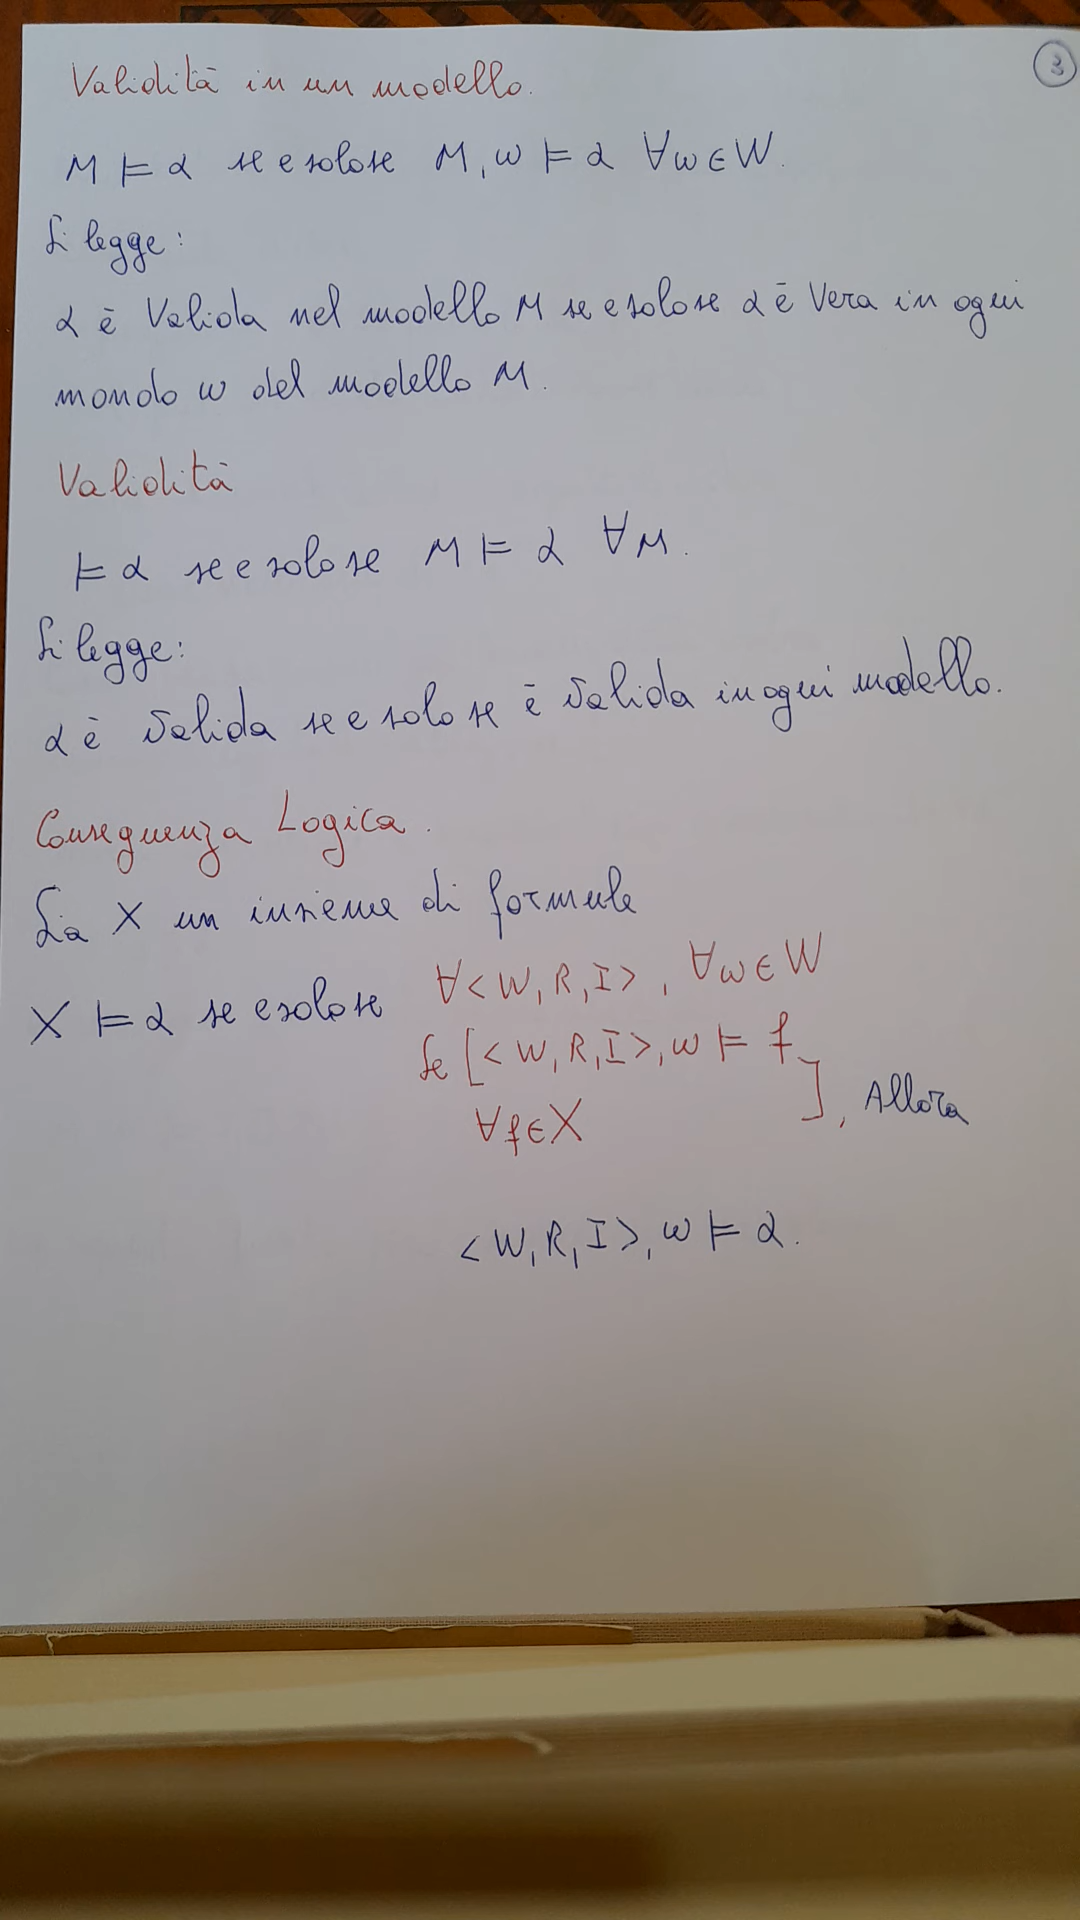 3
Validità in un modello.
M ⊨ α se e solo se M, w ⊨ α ∀w ∈ W.
Si legge:
α è Valida nel modello M se e solo se α è Vera in ogni
mondo w del modello M.
Validità
⊨ α se e solo se M ⊨ α ∀M.
Si legge:
α è Valida se e solo se è valida in ogni modello.
Conseguenza Logica.
Sia X un insieme di formule
X ⊨ α se e solo se ∀<W, R, I>, ∀w ∈ W
Se [<W, R, I>, w ⊨ f
∀f ∈ X ], Allora
<W, R, I>, w ⊨ α.